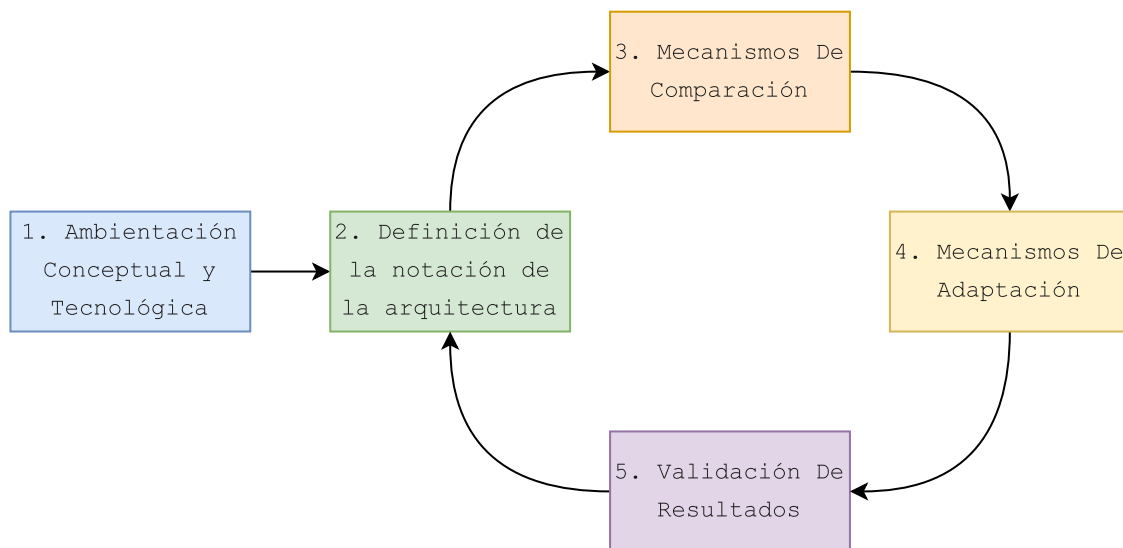 1. Ambientación
Conceptual y
Tecnológica
2. Definición de
la notación de
la arquitectura
3. Mecanismos De
Comparación
4. Mecanismos De
Adaptación
5. Validación De
Resultados